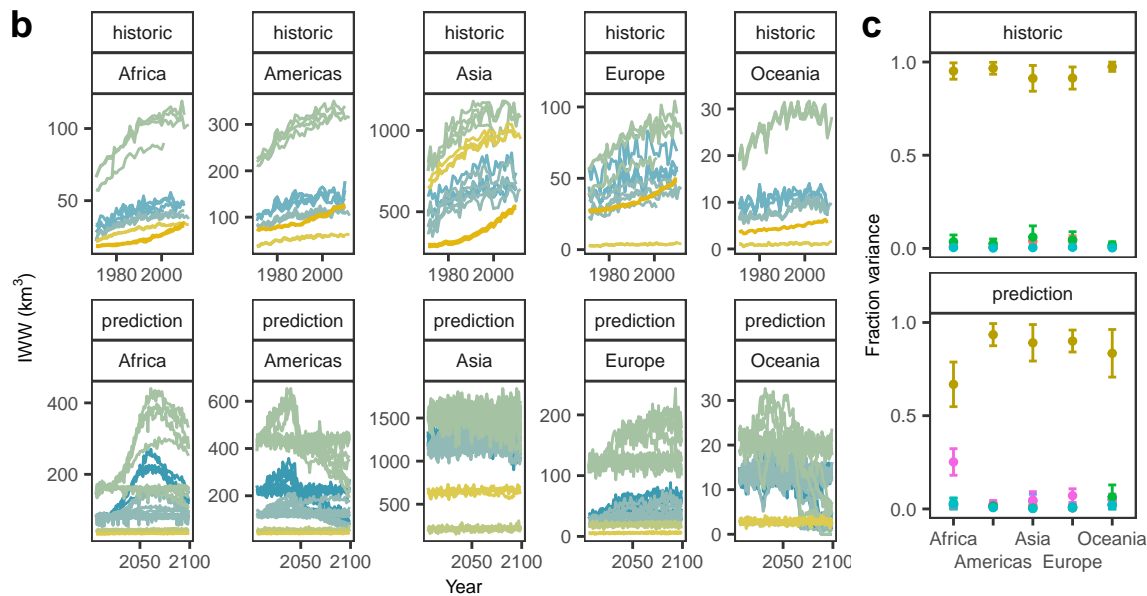 b
historic historic historic historic historic
Africa Americas Asia Europe Oceania
100
50
300
200
100
1000
500
100
50
0
30
20
10
0
1980 2000 1980 2000 1980 2000 1980 2000 1980 2000
IWW (km³)
prediction prediction prediction prediction prediction
Africa Americas Asia Europe Oceania
400
200
600
400
200
1500
1000
500
200
100
0
30
20
10
0
2050 2100 2050 2100 2050 2100 2050 2100 2050 2100
Year
c
historic
1.0
0.5
0.0
Fraction variance
prediction
1.0
0.5
0.0
Africa Asia Oceania
Americas Europe